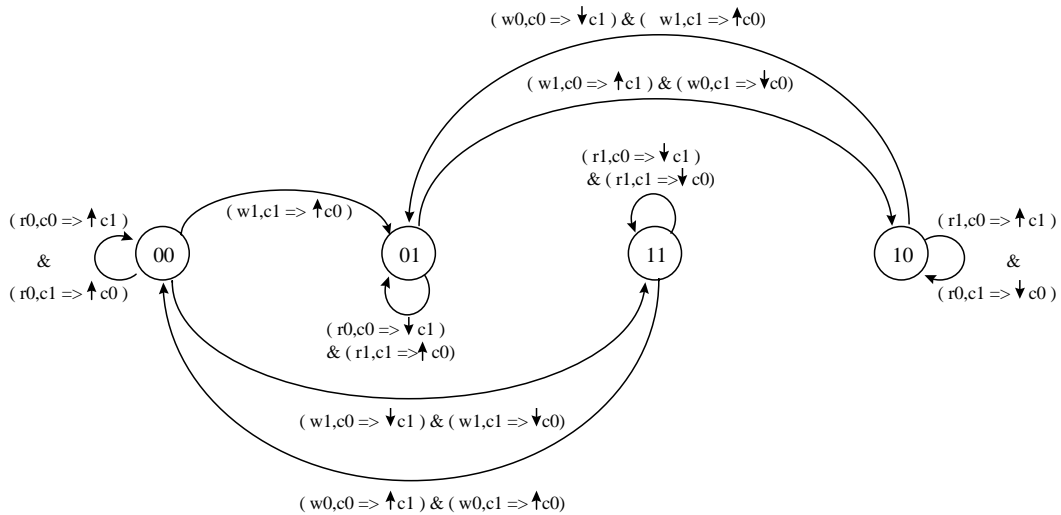 ( w0,c0 => ↓c1 ) & ( w1,c1 => ↑c0)
( w1,c0 => ↑c1 ) & ( w0,c1 => ↓c0)
( r1,c0 => ↓c1 )
& ( r1,c1 => ↓c0)
( r0,c0 => ↑c1 )
&
( r0,c1 => ↑c0 )
( w1,c1 => ↑c0 )
00
01
11
10
( r1,c0 => ↑c1 )
&
( r0,c1 => ↓c0 )
( r0,c0 => ↓c1 )
& ( r1,c1 => ↑c0)
( w1,c0 => ↓c1 ) & ( w1,c1 => ↓c0)
( w0,c0 => ↑c1 ) & ( w0,c1 => ↑c0)